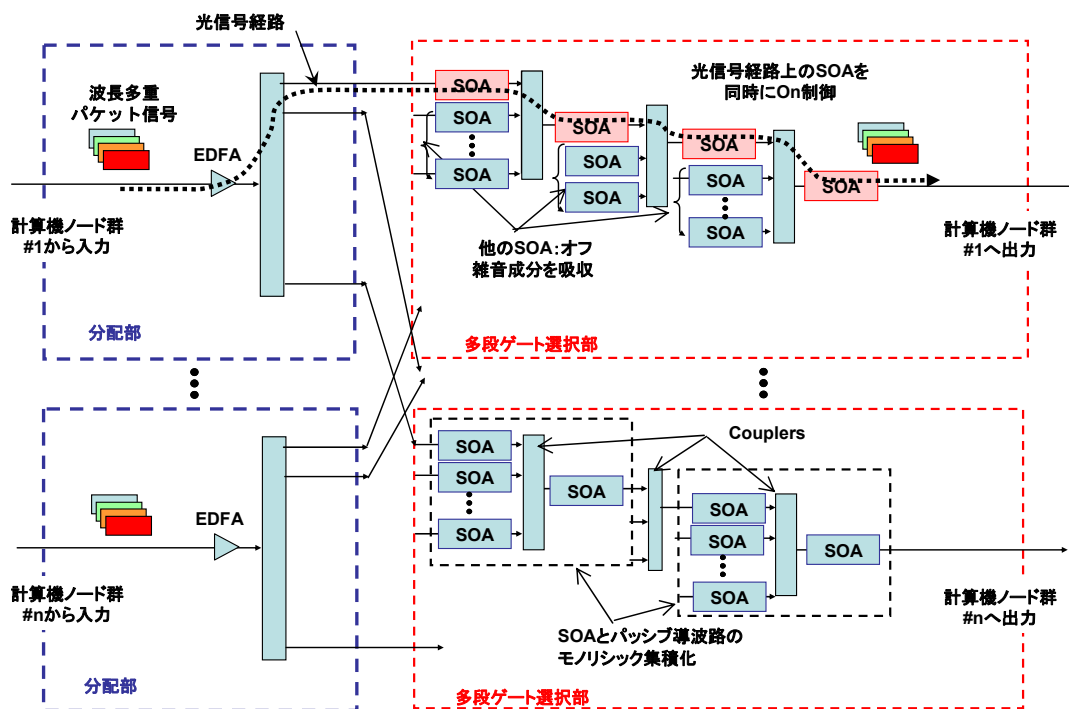 光信号経路
波長多重
パケット信号
EDFA
計算機ノード群
#1から入力
分配部
SOA
SOA
SOA
SOA
SOA
SOA
SOA
SOA
SOA
SOA
光信号経路上のSOAを
同時にOn制御
他のSOA:オフ
雑音成分を吸収
計算機ノード群
#1へ出力
多段ゲート選択部
EDFA
計算機ノード群
#nから入力
分配部
SOA
SOA
SOA
SOA
Couplers
SOA
SOA
SOA
SOA
計算機ノード群
#nへ出力
SOAとパッシブ導波路の
モノリシック集積化
多段ゲート選択部